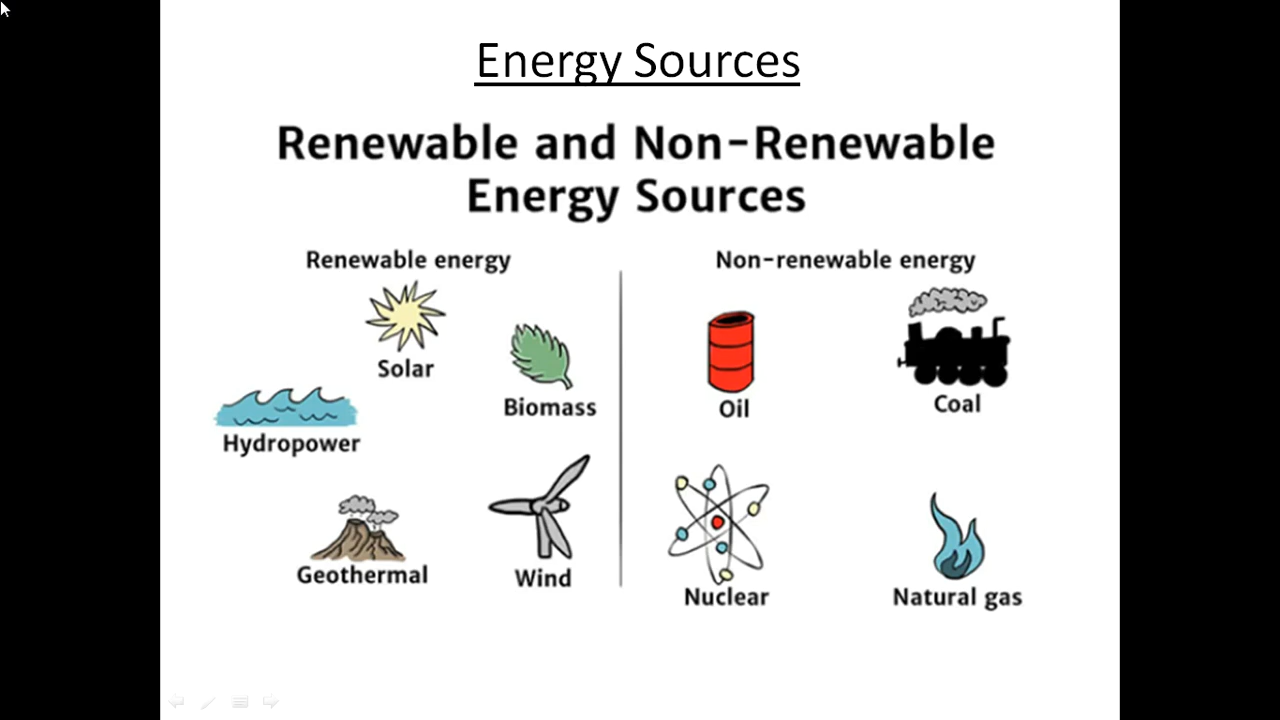 Energy Sources
Renewable and Non-Renewable
Energy Sources
Renewable energy
Solar
Biomass
Hydropower
Geothermal
Wind
Non-renewable energy
Oil
Coal
Nuclear
Natural gas